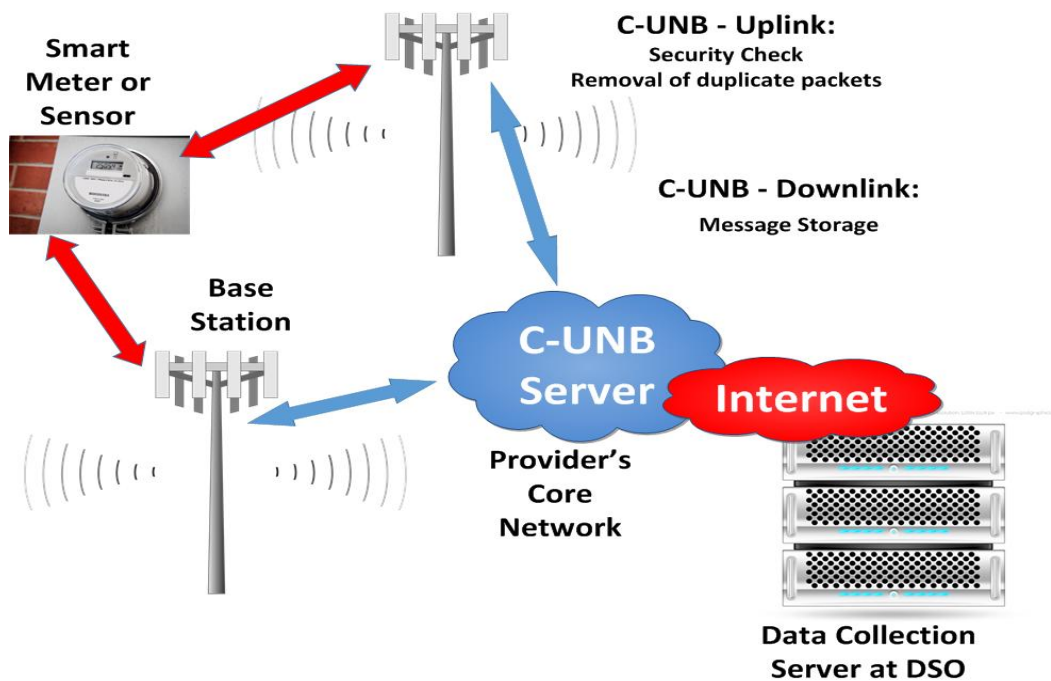 C-UNB - Uplink:
Security Check
Removal of duplicate packets
Smart
Meter or
Sensor
C-UNB - Downlink:
Message Storage
Base
Station
C-UNB
Server
Internet
Provider's
Core
Network
Data Collection
Server at DSO